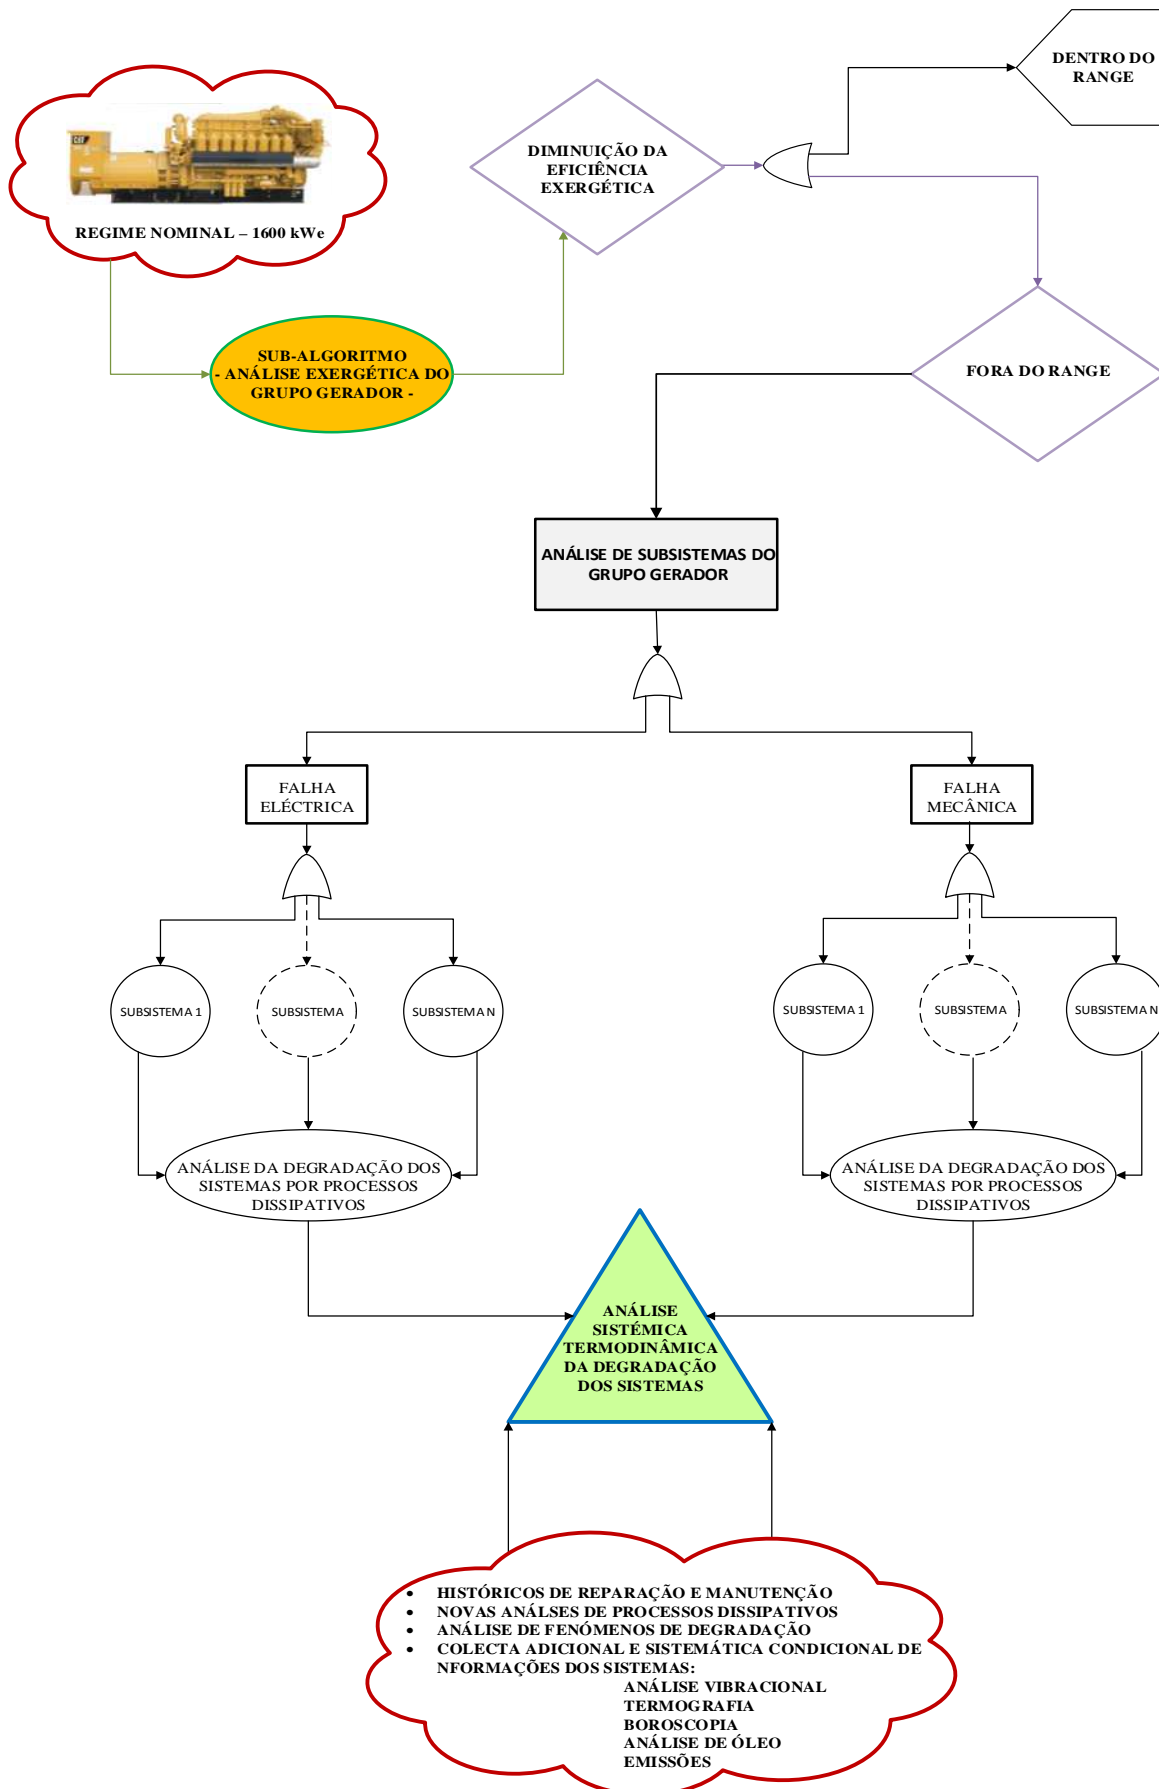 DENTRO DO
RANGE
CAT
REGIME NOMINAL – 1600 kWe
DIMINUIÇÃO DA
EFICIÊNCIA
EXERGÉTICA
SUB-ALGORITMO
- ANÁLISE EXERGÉTICA DO
GRUPO GERADOR -
FORA DO RANGE
ANÁLISE DE SUBSISTEMAS DO
GRUPO GERADOR
FALHA
ELÉCTRICA
FALHA
MECÂNICA
SUBSISTEMA 1
SUBSISTEMA
SUBSISTEMA N
SUBSISTEMA 1
SUBSISTEMA
SUBSISTEMA N
ANÁLISE DA DEGRADAÇÃO DOS
SISTEMAS POR PROCESSOS
DISSIPATIVOS
ANÁLISE DA DEGRADAÇÃO DOS
SISTEMAS POR PROCESSOS
DISSIPATIVOS
ANÁLISE
SISTÉMICA
TERMODINÂMICA
DA DEGRADAÇÃO
DOS SISTEMAS
• HISTÓRICOS DE REPARAÇÃO E MANUTENÇÃO
• NOVAS ANÁLSES DE PROCESSOS DISSIPATIVOS
• ANÁLISE DE FENÓMENOS DE DEGRADAÇÃO
• COLECTA ADICIONAL E SISTEMÁTICA CONDICIONAL DE
NFORMAÇÕES DOS SISTEMAS:
ANÁLISE VIBRACIONAL
TERMOGRAFIA
BOROSCOPIA
ANÁLISE DE ÓLEO
EMISSÕES